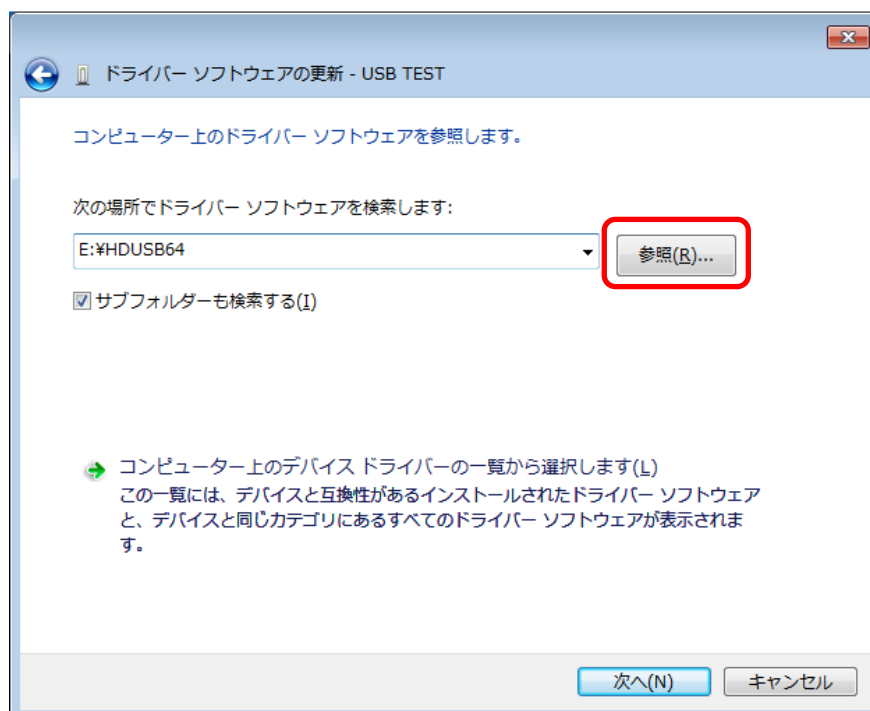 ドライバー ソフトウェアの更新 - USB TEST
コンピューター上のドライバー ソフトウェアを参照します。
次の場所でドライバー ソフトウェアを検索します:
E:¥HDUSB64
参照(R)...
サブフォルダーも検索する(I)
コンピューター上のデバイス ドライバーの一覧から選択します(L)
この一覧には、デバイスと互換性があるインストールされたドライバー ソフトウェア
と、デバイスと同じカテゴリにあるすべてのドライバー ソフトウェアが表示されま
す。
次へ(N)
キャンセル